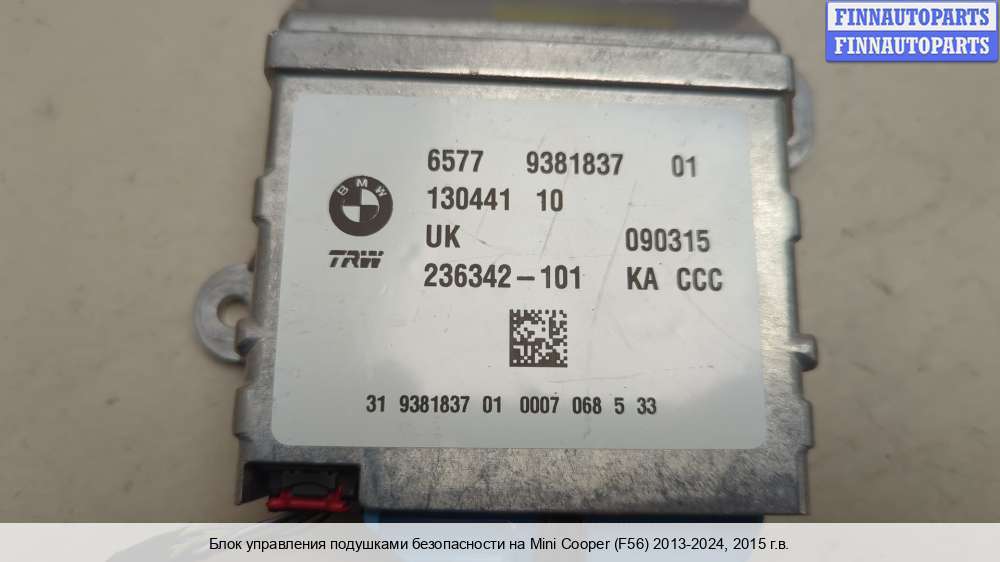 FINNAUTOPARTS
FINNAUTOPARTS
6577 9381837 01
BMW
130441 10
UK 090315
TRW
236342-101 KA CCC
31 9381837 01 0007 068 5 33
Блок управления подушками безопасности на Mini Cooper (F56) 2013-2024, 2015 г.в.